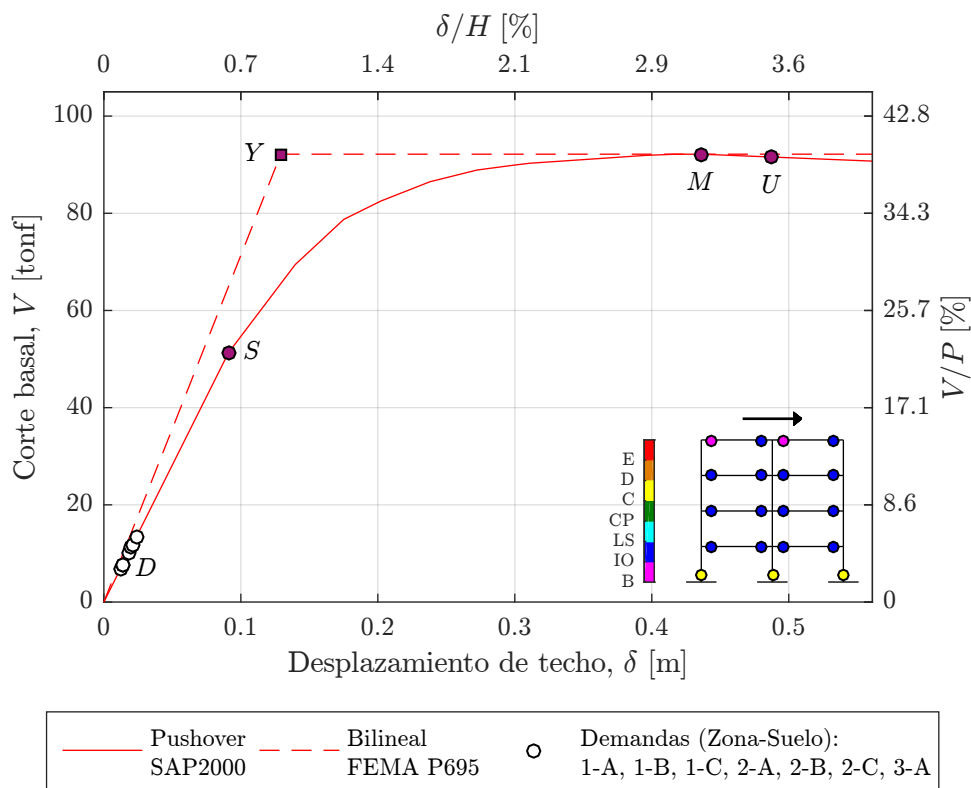 δ/H [%]
0 0.7 1.4 2.1 2.9 3.6
100 42.8
Y
M U
80 34.3
Corte basal, V [tonf]
V/P [%]
60 25.7
S
40 17.1
E
D
C
CP
LS
IO
B
20 8.6
D
0 0
0 0.1 0.2 0.3 0.4 0.5
Desplazamiento de techo, δ [m]
Pushover Bilineal Demandas (Zona-Suelo):
SAP2000 FEMA P695 1-A, 1-B, 1-C, 2-A, 2-B, 2-C, 3-A